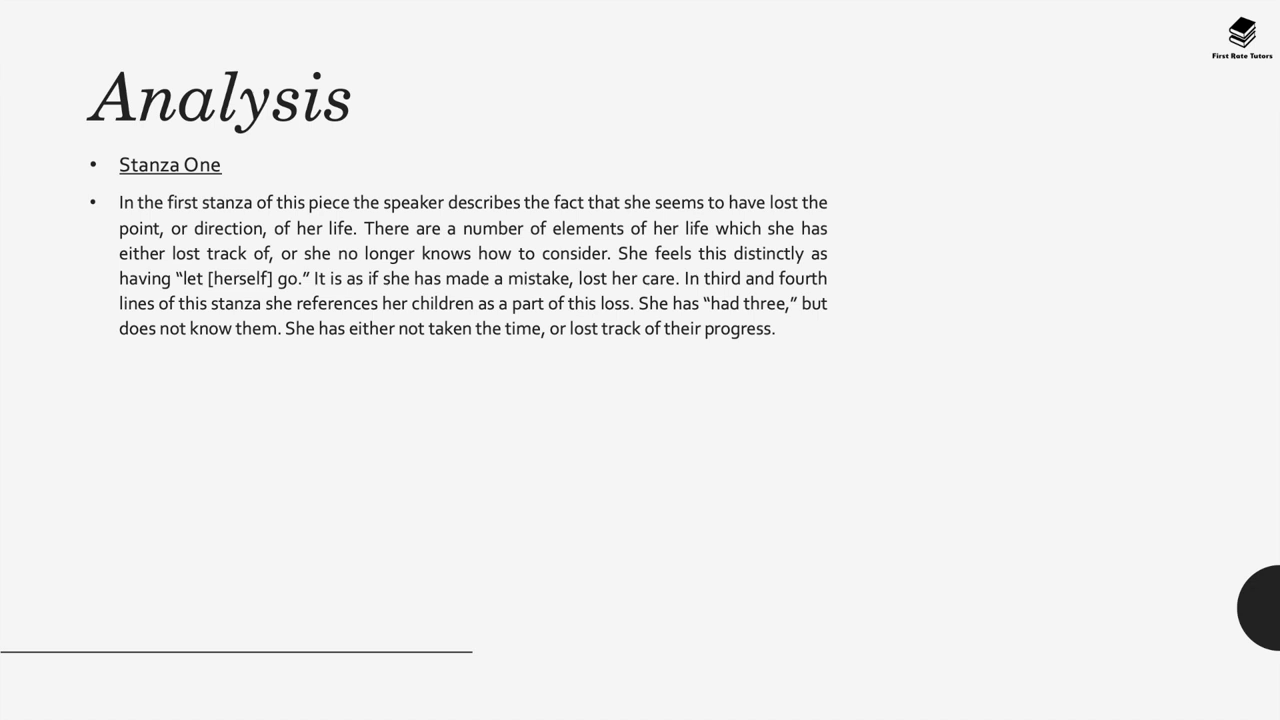 First Rate Tutors
Analysis
• Stanza One
• In the first stanza of this piece the speaker describes the fact that she seems to have lost the
point, or direction, of her life. There are a number of elements of her life which she has
either lost track of, or she no longer knows how to consider. She feels this distinctly as
having “let [herself] go.” It is as if she has made a mistake, lost her care. In third and fourth
lines of this stanza she references her children as a part of this loss. She has “had three,” but
does not know them. She has either not taken the time, or lost track of their progress.